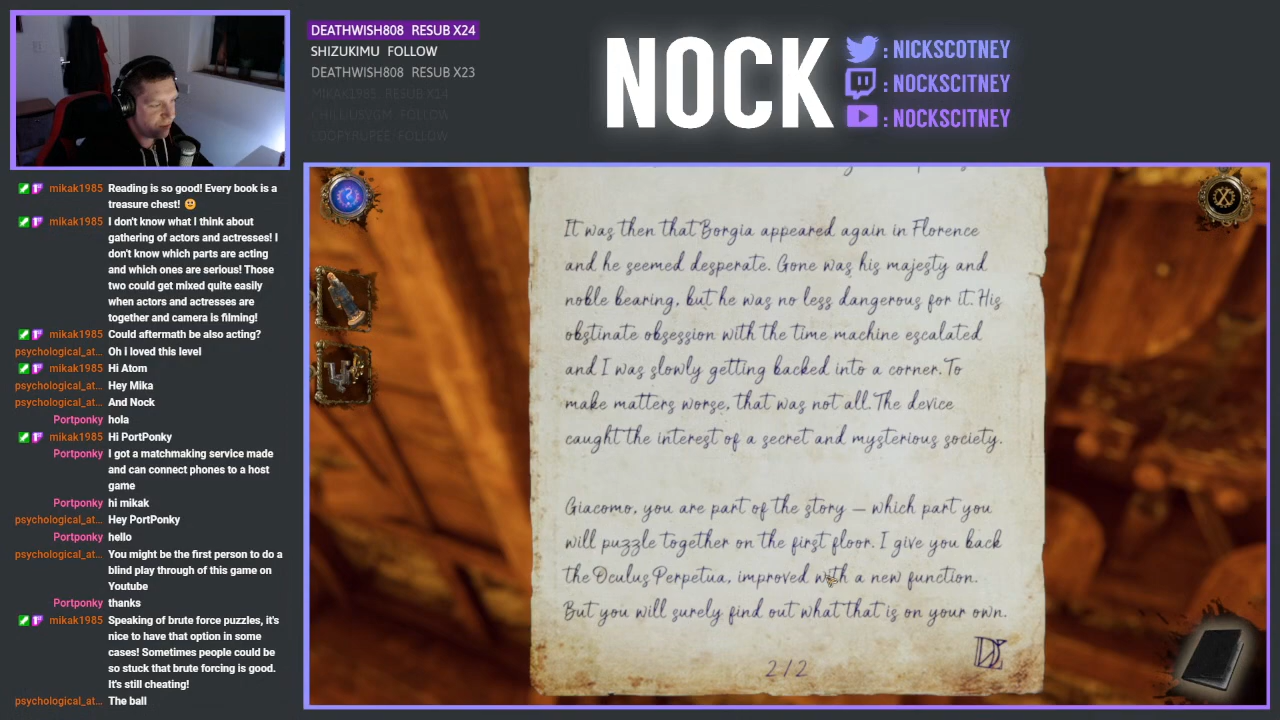 DEATHWISH808 RESUB X24
SHIZUKIMU FOLLOW
DEATHWISH808 RESUB X23
MIKAK1985 RESUB X14
NOCK
: NICKSCOTNEY
: NOCKSCITNEY
: NOCKSCITNEY
mikak1985 Reading is so good! Every book is a
treasure chest!
mikak1985 I don't know what I think about
gathering of actors and actresses! I
don't know which parts are acting
and which ones are serious! Those
two could get mixed quite easily
when actors and actresses are
together and camera is filming!
mikak1985 Could aftermath be also acting?
psychological_at... Oh I loved this level
mikak1985 Hi Atom
psychological_at... Hey Mika
psychological_at... And Nock
Portponky hola
mikak1985 Hi PortPonky
Portponky I got a matchmaking service made
and can connect phones to a host
game
Portponky hi mikak
psychological_at... Hey PortPonky
Portponky hello
psychological_at... You might be the first person to do a
blind play through of this game on
Youtube
Portponky thanks
mikak1985 Speaking of brute force puzzles, it's
nice to have that option in some
cases! Sometimes people could be
so stuck that brute forcing is good.
It's still cheating!
psychological_at... The ball
It was then that Borgia appeared again in Florence
and he seemed desperate. Gone was his majesty and
noble bearing, but he was no less dangerous for it. His
obstinate obsession with the time machine escalated
and I was slowly getting backed into a corner. To
make matters worse, that was not all. The device
caught the interest of a secret and mysterious society.
Giacomo, you are part of the story — which part you
will puzzle together on the first floor. I give you back
the Oculus Perpetua, improved with a new function.
But you will surely find out what that is on your own.
2/2